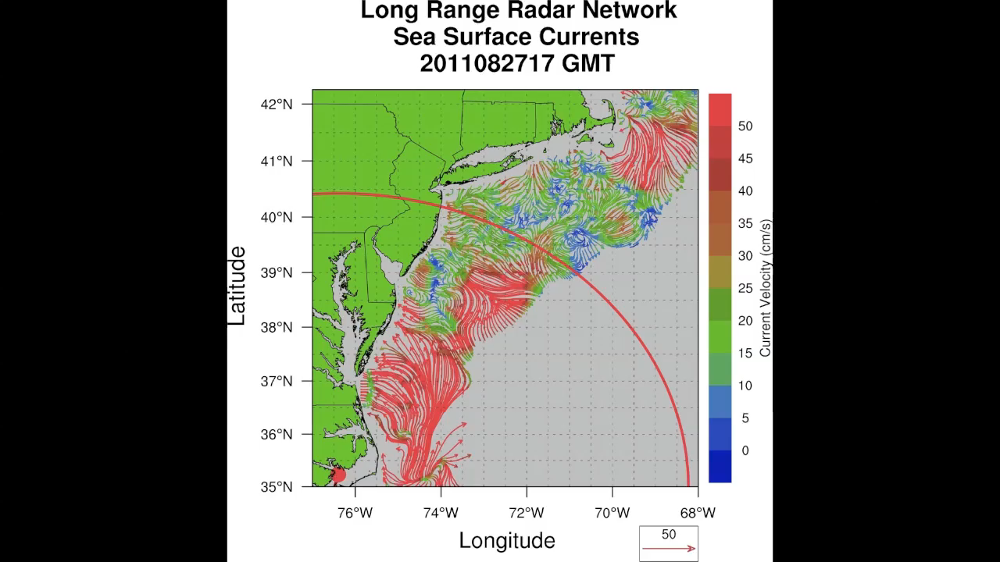 Long Range Radar Network
Sea Surface Currents
2011082717 GMT
42°N
41°N
40°N
39°N
38°N
37°N
36°N
35°N
Latitude
76°W
74°W
72°W
70°W
68°W
Longitude
50
45
40
35
30
25
20
15
10
5
0
Current Velocity (cm/s)
50